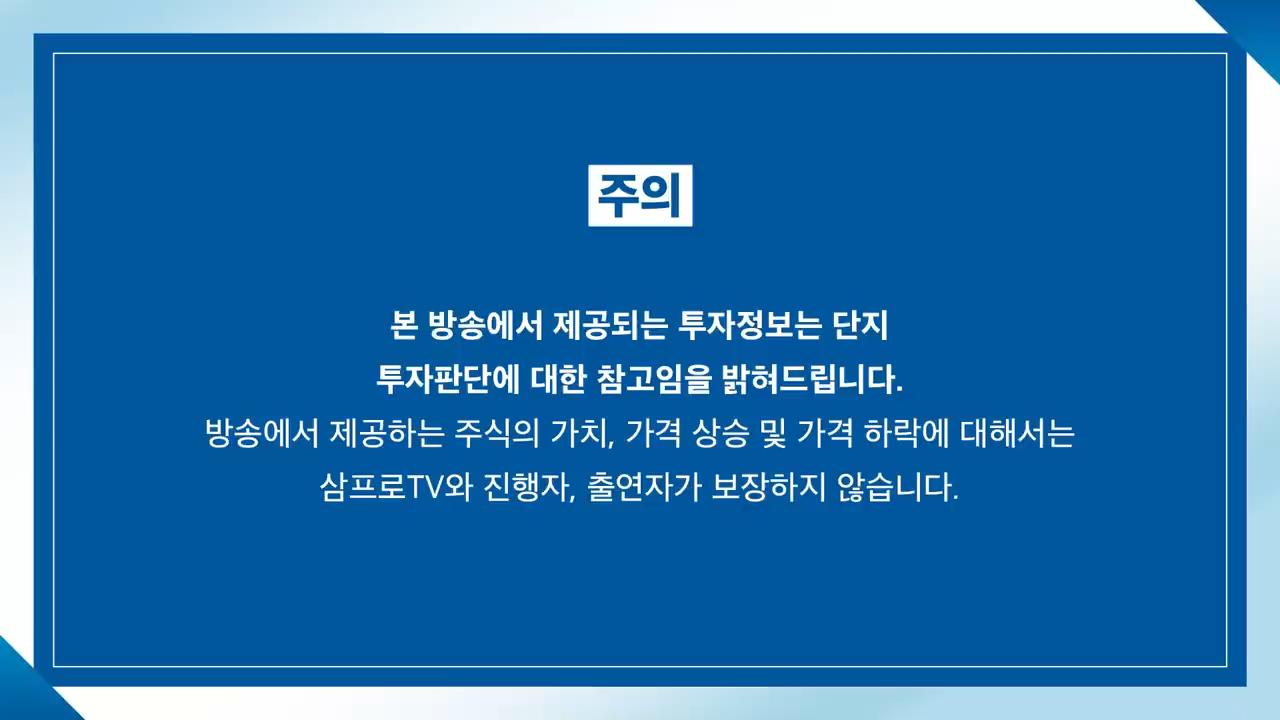 주의
본 방송에서 제공되는 투자정보는 단지
투자판단에 대한 참고임을 밝혀드립니다.
방송에서 제공하는 주식의 가치, 가격 상승 및 가격 하락에 대해서는
삼프로TV와 진행자, 출연자가 보장하지 않습니다.